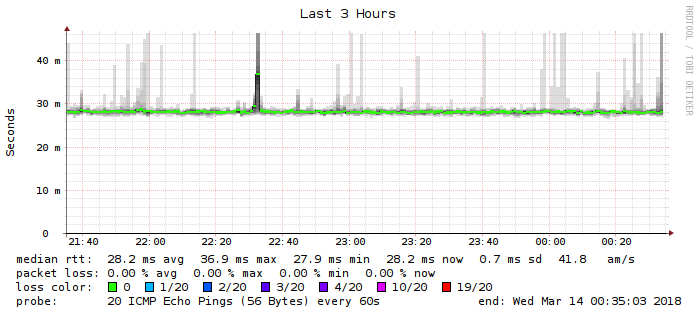 Last 3 Hours
RRDTOOL / TOBI OETIKER
Seconds
40 m
30 m
20 m
10 m
0
21:40 22:00 22:20 22:40 23:00 23:20 23:40 00:00 00:20
median rtt: 28.2 ms avg 36.9 ms max 27.9 ms min 28.2 ms now 0.7 ms sd 41.8 am/s
packet loss: 0.00 % avg 0.00 % max 0.00 % min 0.00 % now
loss color: 0 1/20 2/20 3/20 4/20 10/20 19/20
probe: 20 ICMP Echo Pings (56 Bytes) every 60s end: Wed Mar 14 00:35:03 2018